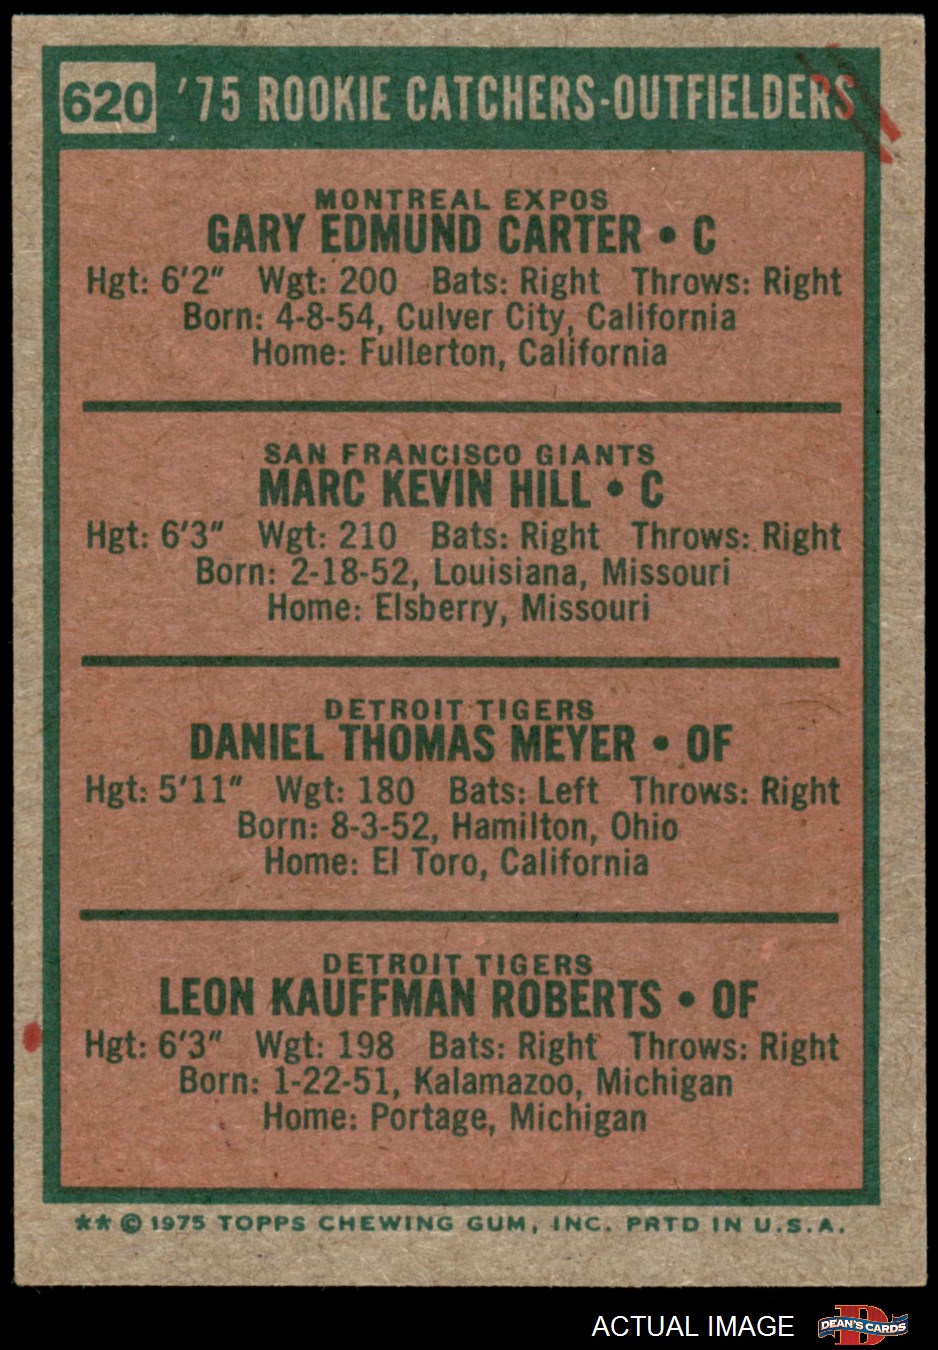 620 '75 ROOKIE CATCHERS-OUTFIELDERS
MONTREAL EXPOS
GARY EDMUND CARTER • C
Hgt: 6'2" Wgt: 200 Bats: Right Throws: Right
Born: 4-8-54, Culver City, California
Home: Fullerton, California
SAN FRANCISCO GIANTS
MARC KEVIN HILL • C
Hgt: 6'3" Wgt: 210 Bats: Right Throws: Right
Born: 2-18-52, Louisiana, Missouri
Home: Elsberry, Missouri
DETROIT TIGERS
DANIEL THOMAS MEYER • OF
Hgt: 5'11" Wgt: 180 Bats: Left Throws: Right
Born: 8-3-52, Hamilton, Ohio
Home: El Toro, California
DETROIT TIGERS
LEON KAUFFMAN ROBERTS • OF
Hgt: 6'3" Wgt: 198 Bats: Right Throws: Right
Born: 1-22-51, Kalamazoo, Michigan
Home: Portage, Michigan
** © 1975 TOPPS CHEWING GUM, INC. PRTD IN U.S.A.
ACTUAL IMAGE
D
DEAN'S CARDS